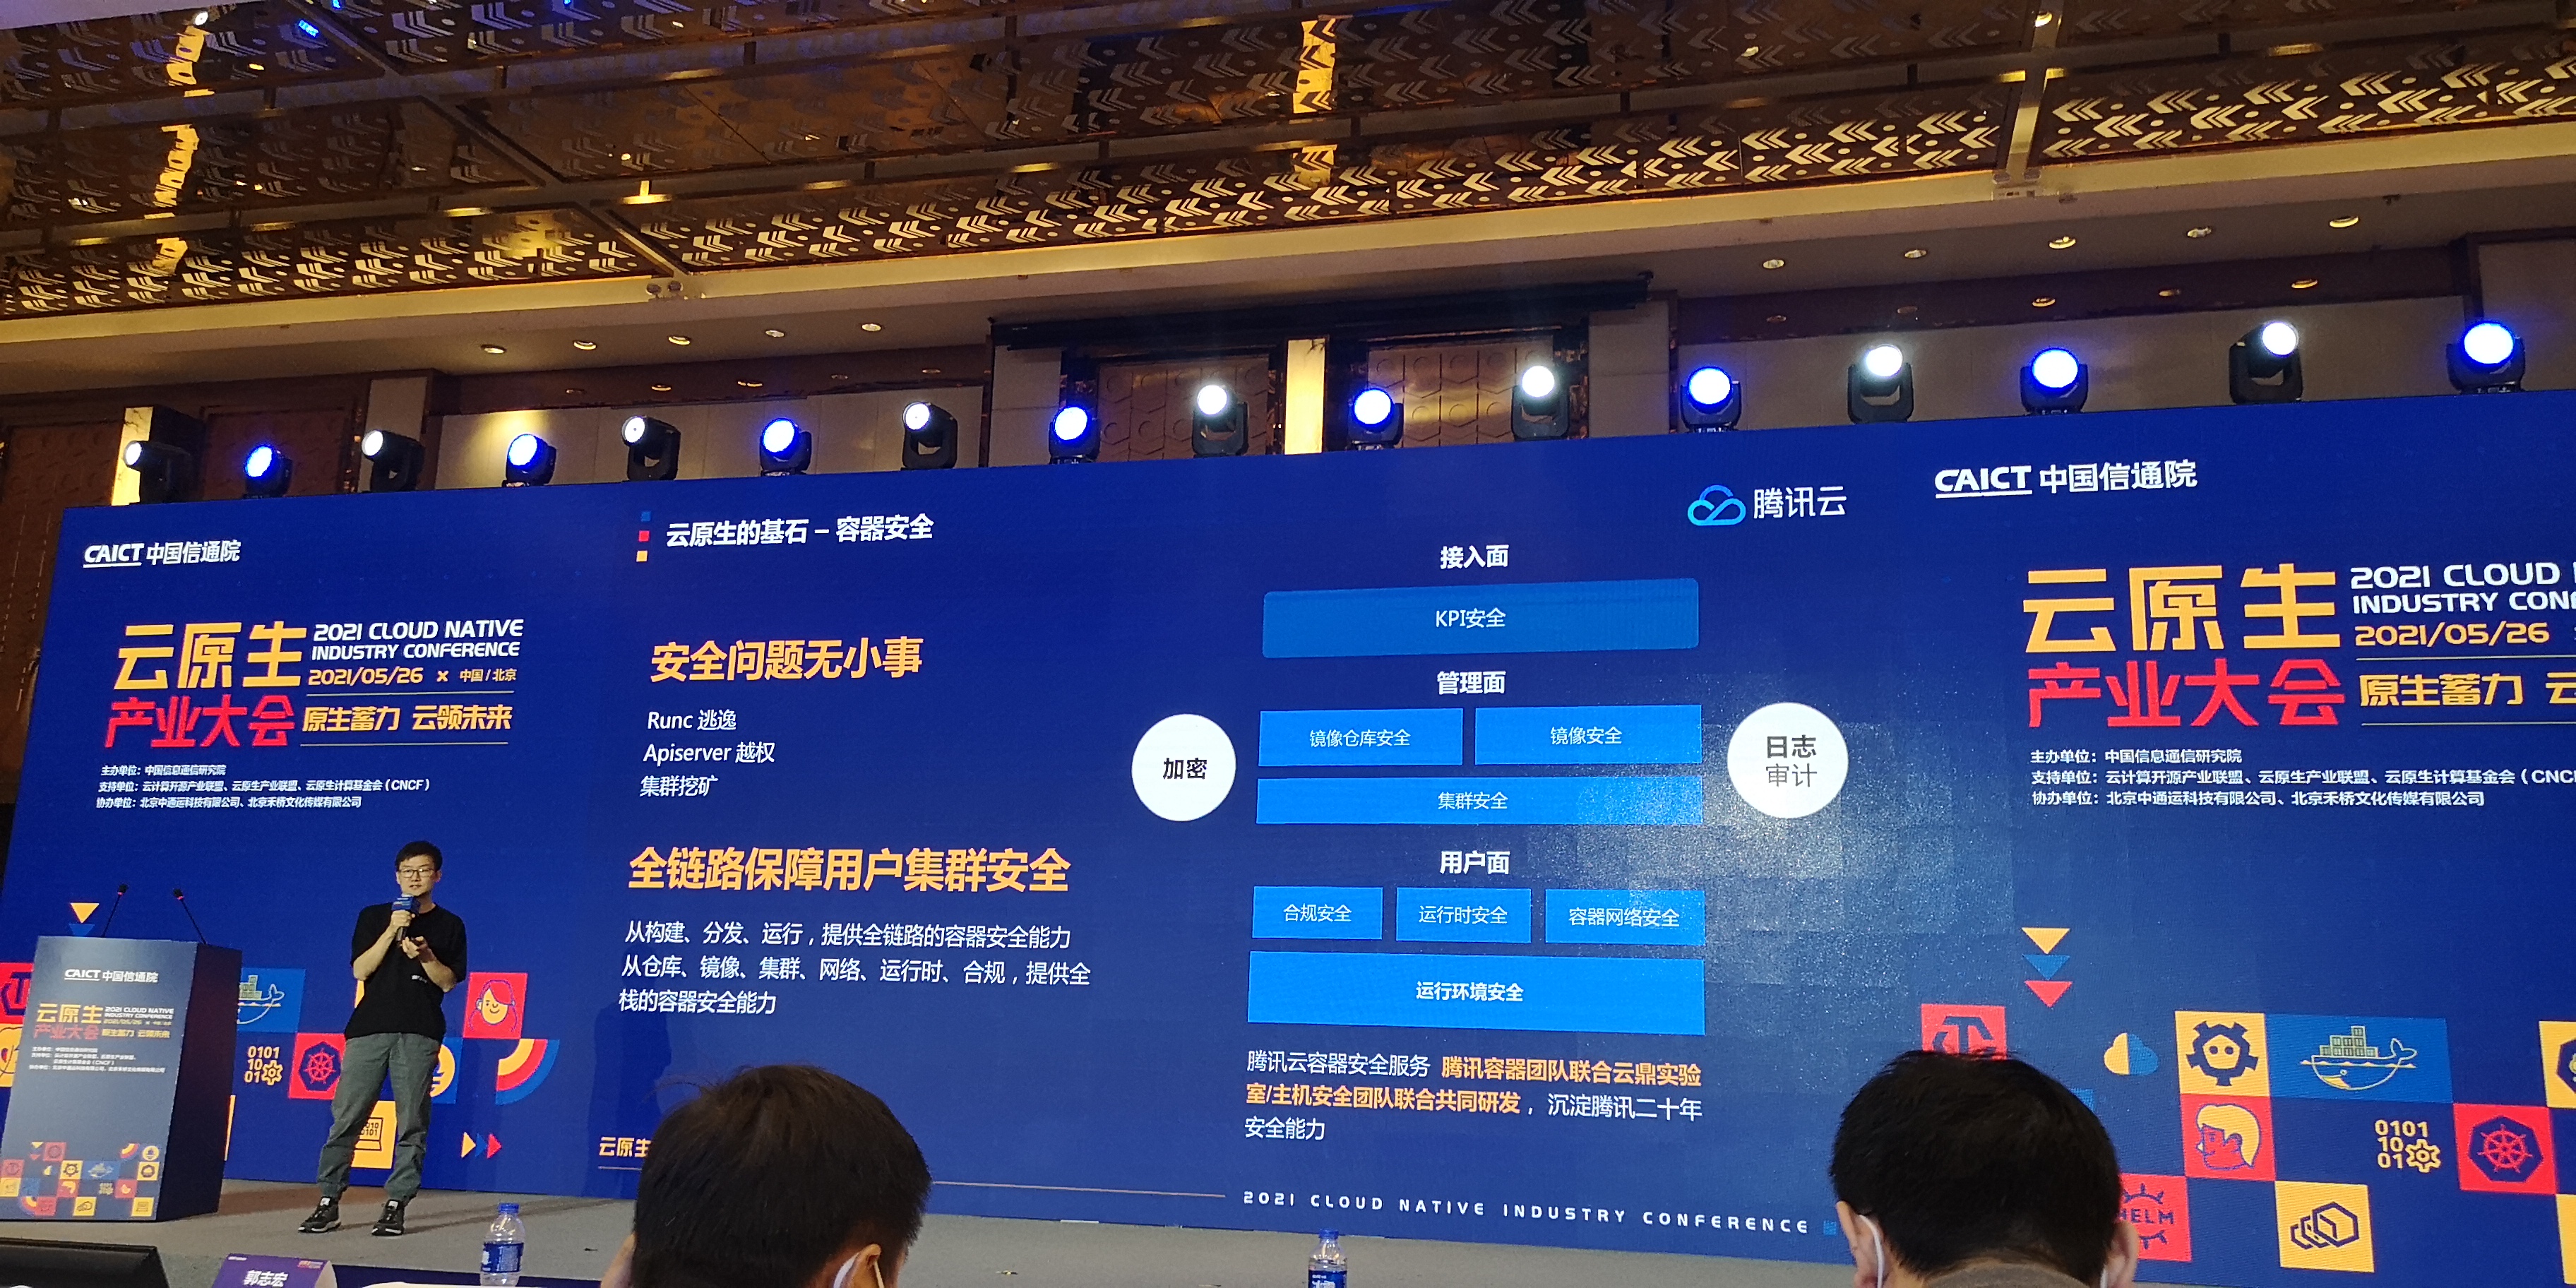 CAICT 中国信通院
云原生
产业大会
2021 CLOUD NATIVE
INDUSTRY CONFERENCE
2021/05/26 × 中国/北京
原生蓄力 云领未来
主办单位：中国信息通信研究院
支持单位：云计算开源产业联盟、云原生产业联盟、云原生计算基金会（CNCF）
协办单位：北京中通运科技有限公司、北京禾桥文化传媒有限公司
云原生的基石 – 容器安全
安全问题无小事
Runc 逃逸
Apiserver 越权
集群挖矿
全链路保障用户集群安全
从构建、分发、运行，提供全链路的容器安全能力
从仓库、镜像、集群、网络、运行时、合规，提供全
栈的容器安全能力
云原生
腾讯云
接入面
KPI安全
管理面
镜像仓库安全
镜像安全
集群安全
加密
日志
审计
用户面
合规安全
运行时安全
容器网络安全
运行环境安全
腾讯云容器安全服务 腾讯容器团队联合云鼎实验
室/主机安全团队联合共同研发， 沉淀腾讯二十年
安全能力
2021 CLOUD NATIVE INDUSTRY CONFERENCE
CAICT 中国信通院
云原生
产业大会
2021 CLOUD
INDUSTRY CON
2021/05/26
原生蓄力
主办单位：中国信息通信研究院
支持单位：云计算开源产业联盟、云原生产业联盟、云原生计算基金会（CNC
协办单位：北京中通运科技有限公司、北京禾桥文化传媒有限公司
0101
10
01
HELM
0101
10
01
CAICT 中国信通院
云原生
产业大会
2021 CLOUD NATIVE
INDUSTRY CONFERENCE
原生蓄力 云领未来
郭志宏